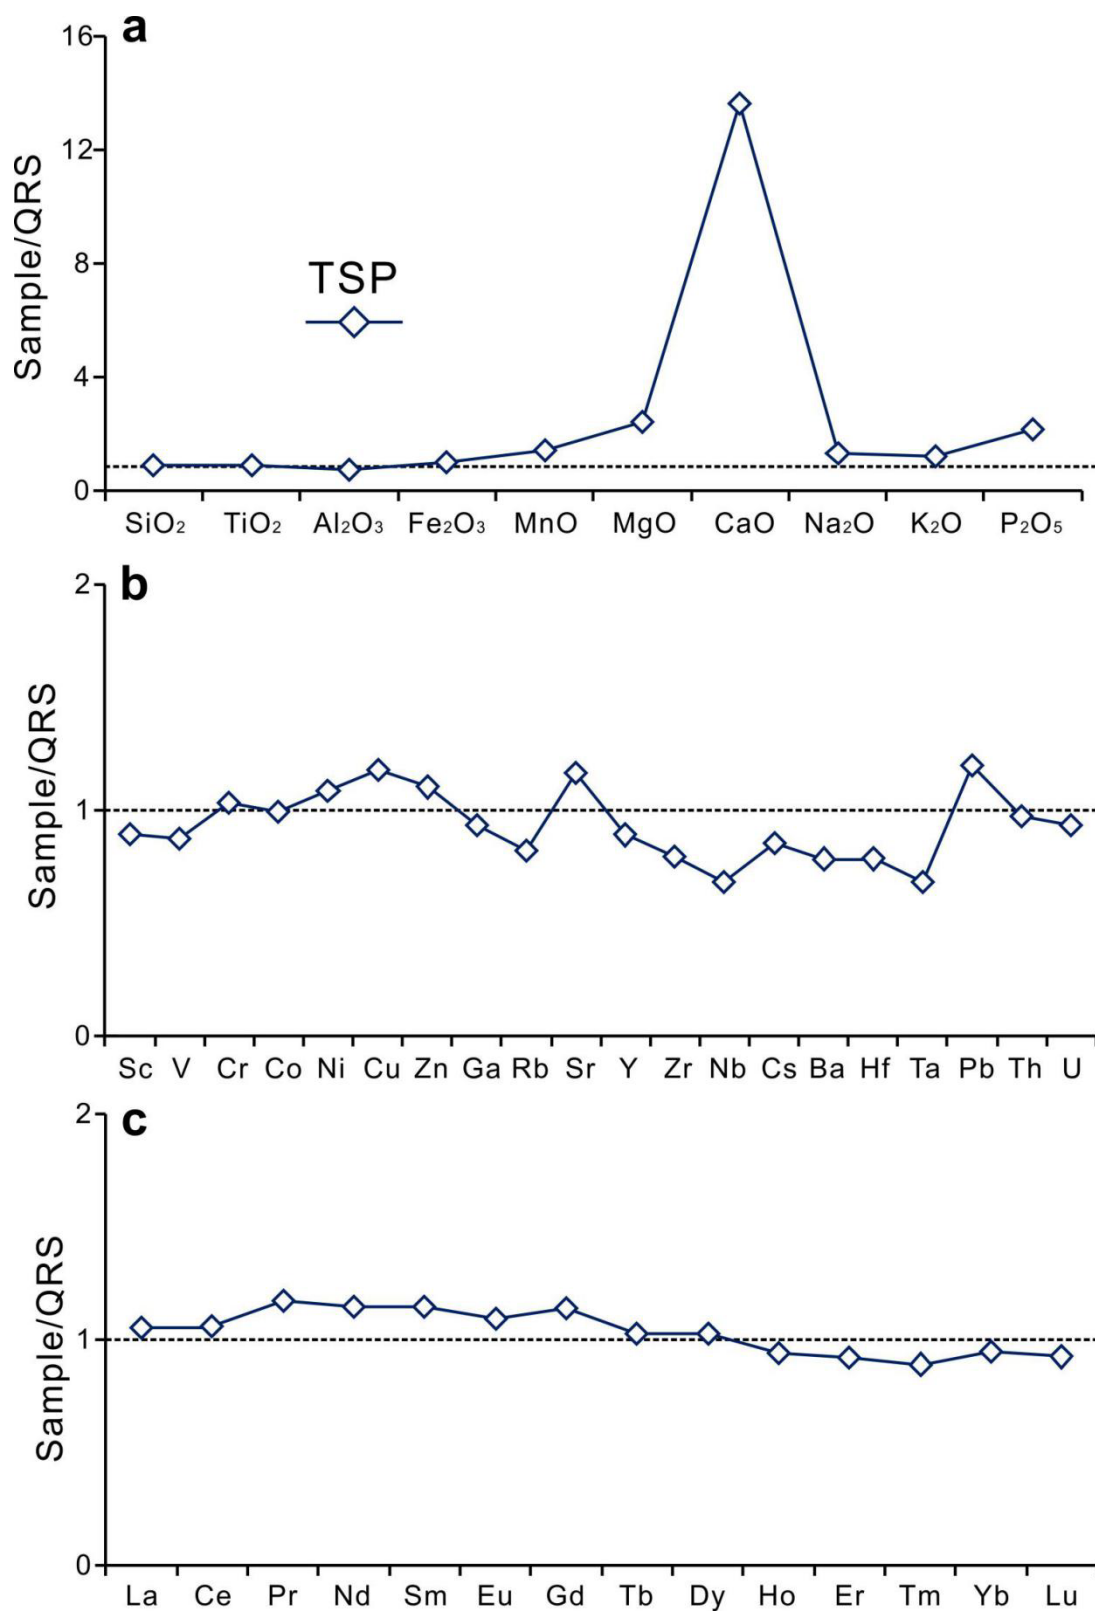 a
16
12
8
4
0
Sample/QRS
TSP
SiO₂ TiO₂ Al₂O₃ Fe₂O₃ MnO MgO CaO Na₂O K₂O P₂O₅
b
2
1
0
Sample/QRS
Sc V Cr Co Ni Cu Zn Ga Rb Sr Y Zr Nb Cs Ba Hf Ta Pb Th U
c
2
1
0
Sample/QRS
La Ce Pr Nd Sm Eu Gd Tb Dy Ho Er Tm Yb Lu